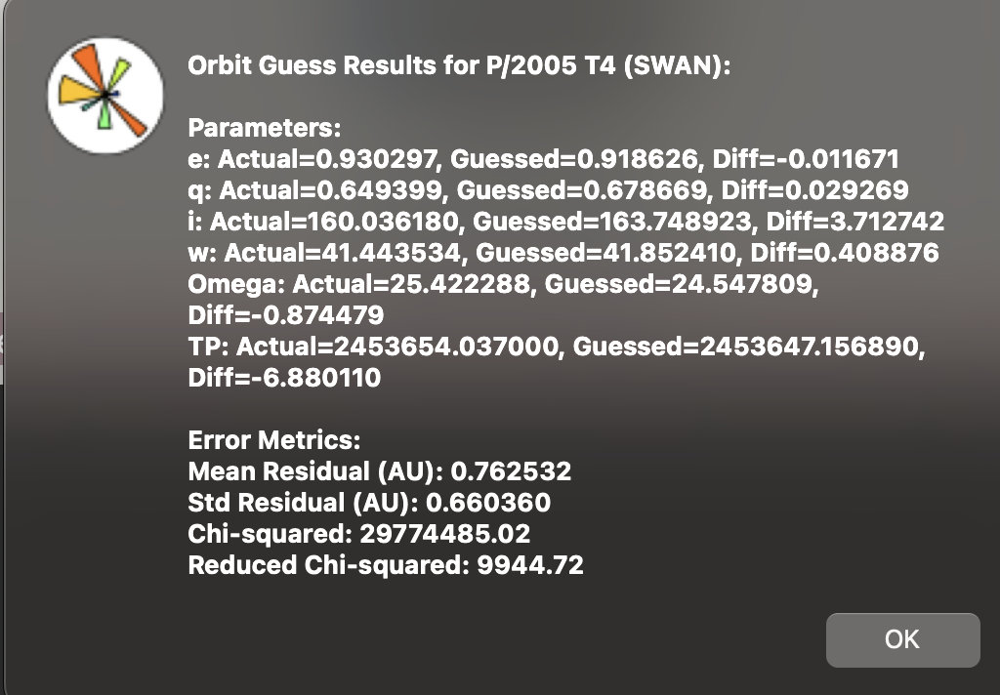 Orbit Guess Results for P/2005 T4 (SWAN):
Parameters:
e: Actual=0.930297, Guessed=0.918626, Diff=-0.011671
q: Actual=0.649399, Guessed=0.678669, Diff=0.029269
i: Actual=160.036180, Guessed=163.748923, Diff=3.712742
w: Actual=41.443534, Guessed=41.852410, Diff=0.408876
Omega: Actual=25.422288, Guessed=24.547809,
Diff=-0.874479
TP: Actual=2453654.037000, Guessed=2453647.156890,
Diff=-6.880110
Error Metrics:
Mean Residual (AU): 0.762532
Std Residual (AU): 0.660360
Chi-squared: 29774485.02
Reduced Chi-squared: 9944.72
OK